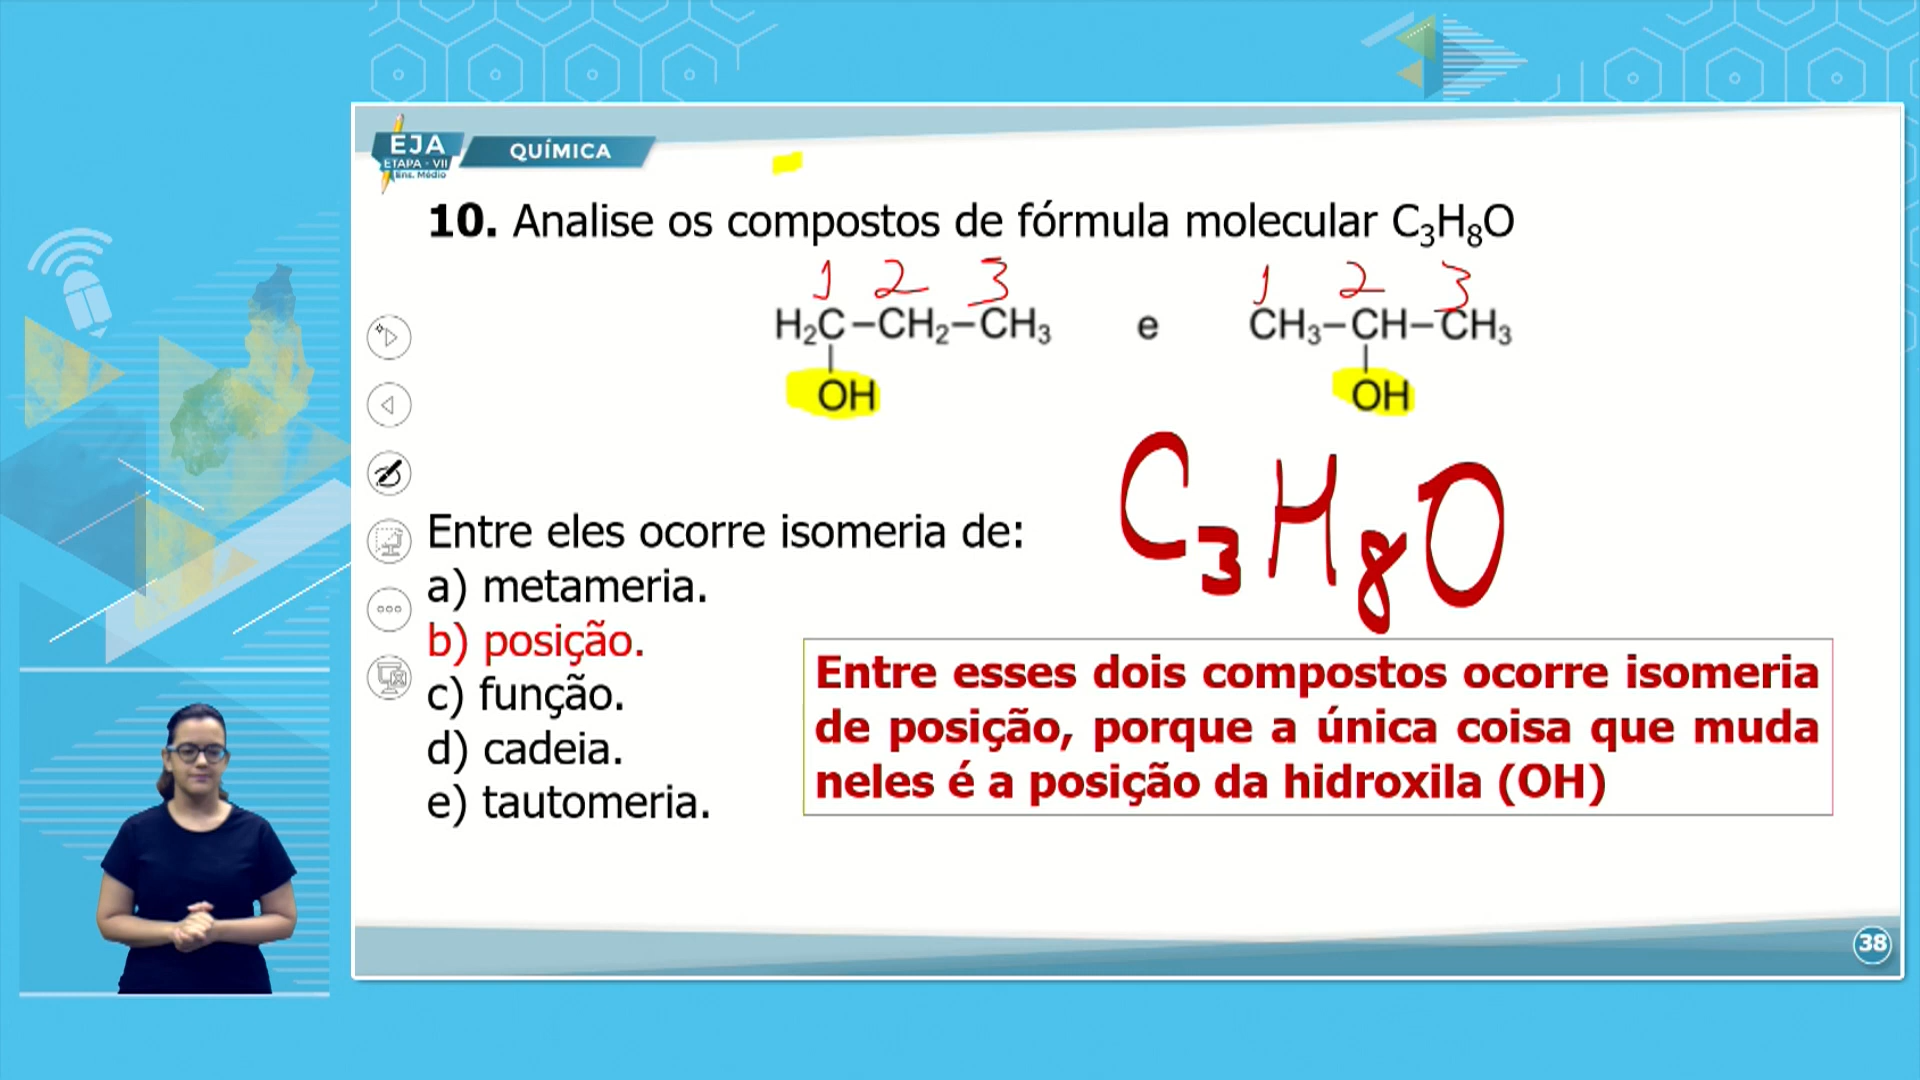 EJA
ETAPA - VII
Ens. Médio
QUÍMICA
10. Analise os compostos de fórmula molecular C₃H₈O
1 2 3 1 2 3
H₂C–CH₂–CH₃ e CH₃–CH–CH₃
OH OH
C₃H₈O
Entre eles ocorre isomeria de:
a) metameria.
b) posição.
c) função.
d) cadeia.
e) tautomeria.
Entre esses dois compostos ocorre isomeria
de posição, porque a única coisa que muda
neles é a posição da hidroxila (OH)
38